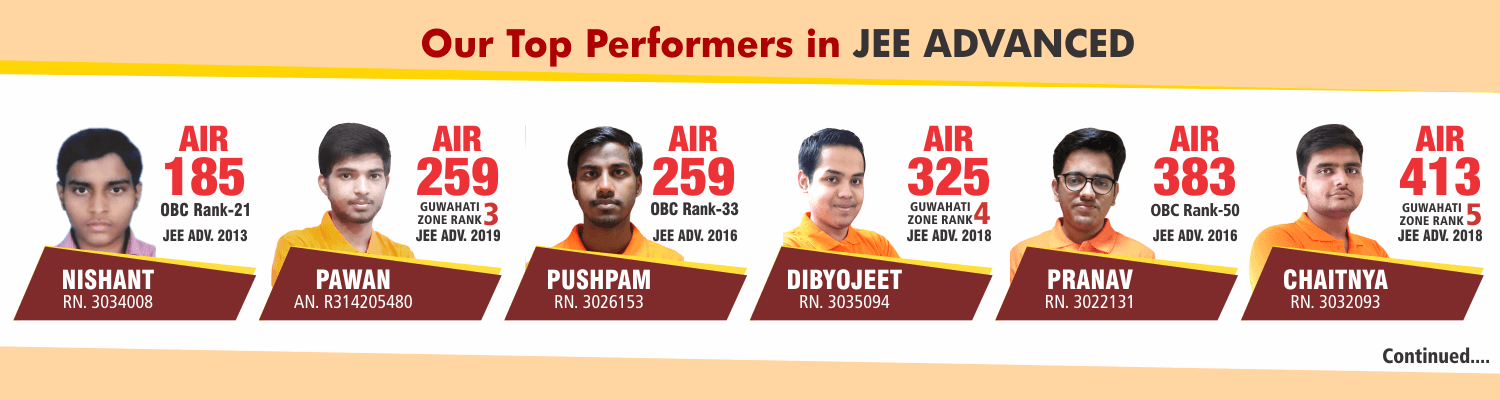 Our Top Performers in JEE ADVANCED
AIR
185
OBC Rank-21
JEE ADV. 2013
NISHANT
RN. 3034008
AIR
259
GUWAHATI
ZONE RANK 3
JEE ADV. 2019
PAWAN
AN. R314205480
AIR
259
OBC Rank-33
JEE ADV. 2016
PUSHPAM
RN. 3026153
AIR
325
GUWAHATI
ZONE RANK 4
JEE ADV. 2018
DIBYOJEET
RN. 3035094
AIR
383
OBC Rank-50
JEE ADV. 2016
PRANAV
RN. 3022131
AIR
413
GUWAHATI
ZONE RANK 5
JEE ADV. 2018
CHAITNYA
RN. 3032093
Continued....